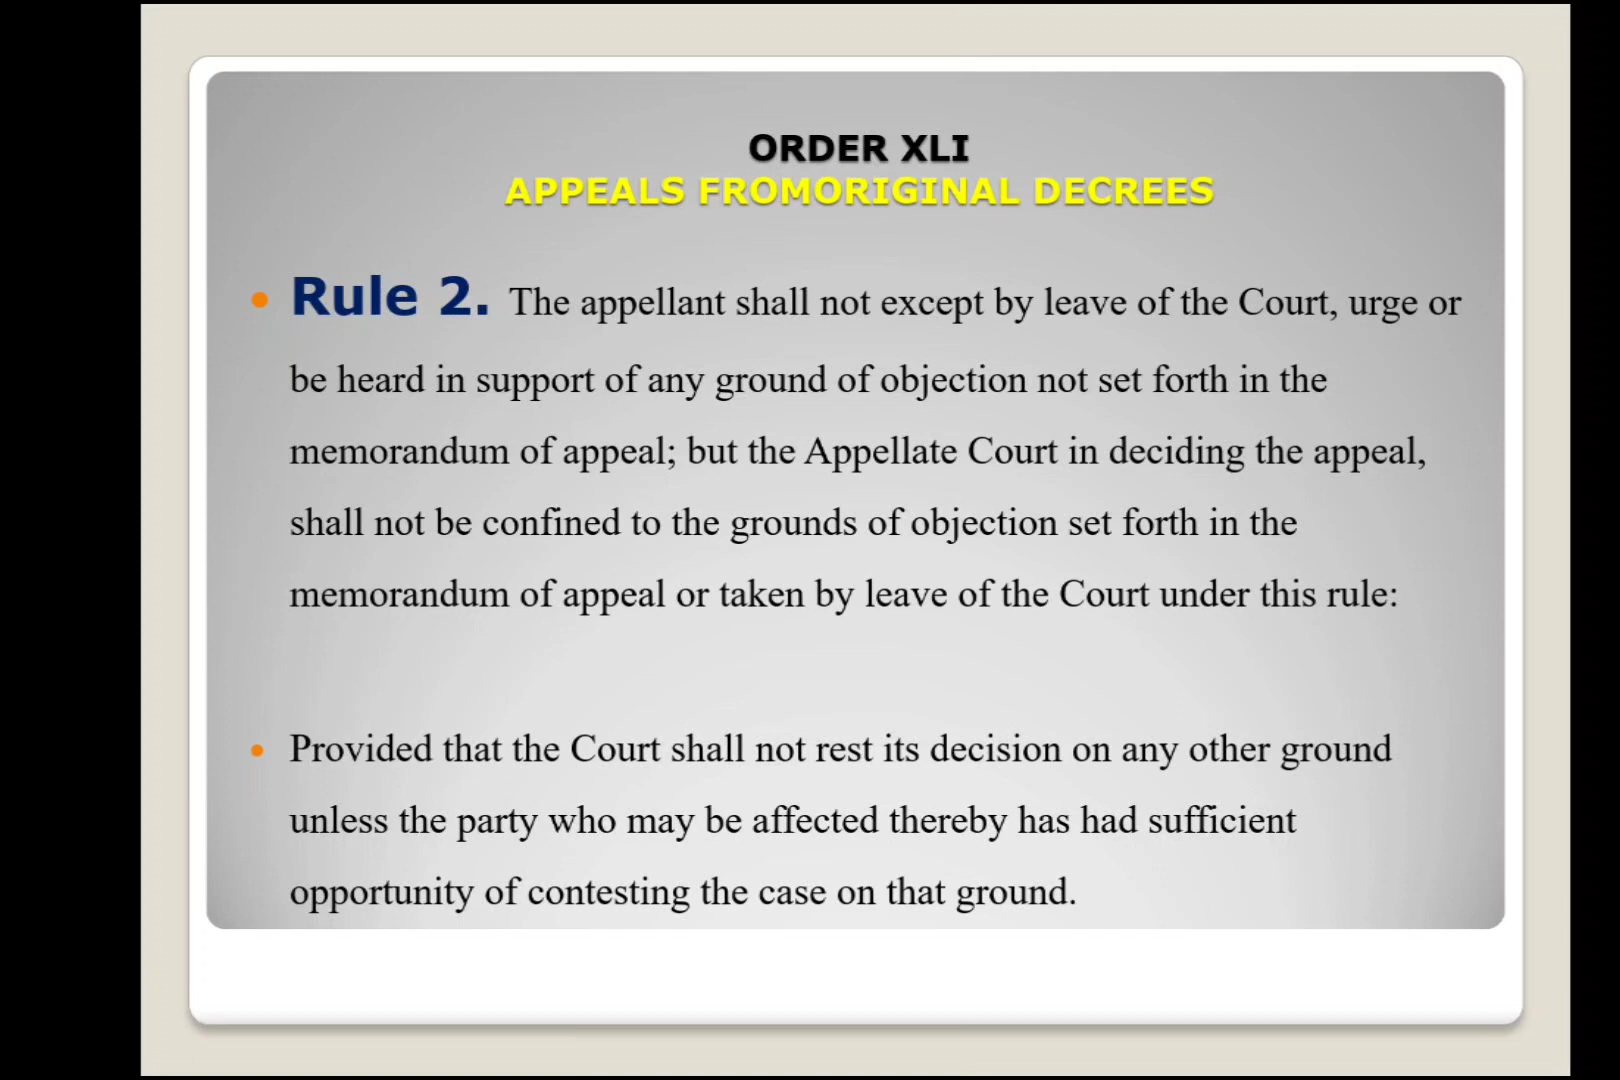 ORDER XLI
APPEALS FROMORIGINAL DECREES
• Rule 2. The appellant shall not except by leave of the Court, urge or
be heard in support of any ground of objection not set forth in the
memorandum of appeal; but the Appellate Court in deciding the appeal,
shall not be confined to the grounds of objection set forth in the
memorandum of appeal or taken by leave of the Court under this rule:
• Provided that the Court shall not rest its decision on any other ground
unless the party who may be affected thereby has had sufficient
opportunity of contesting the case on that ground.